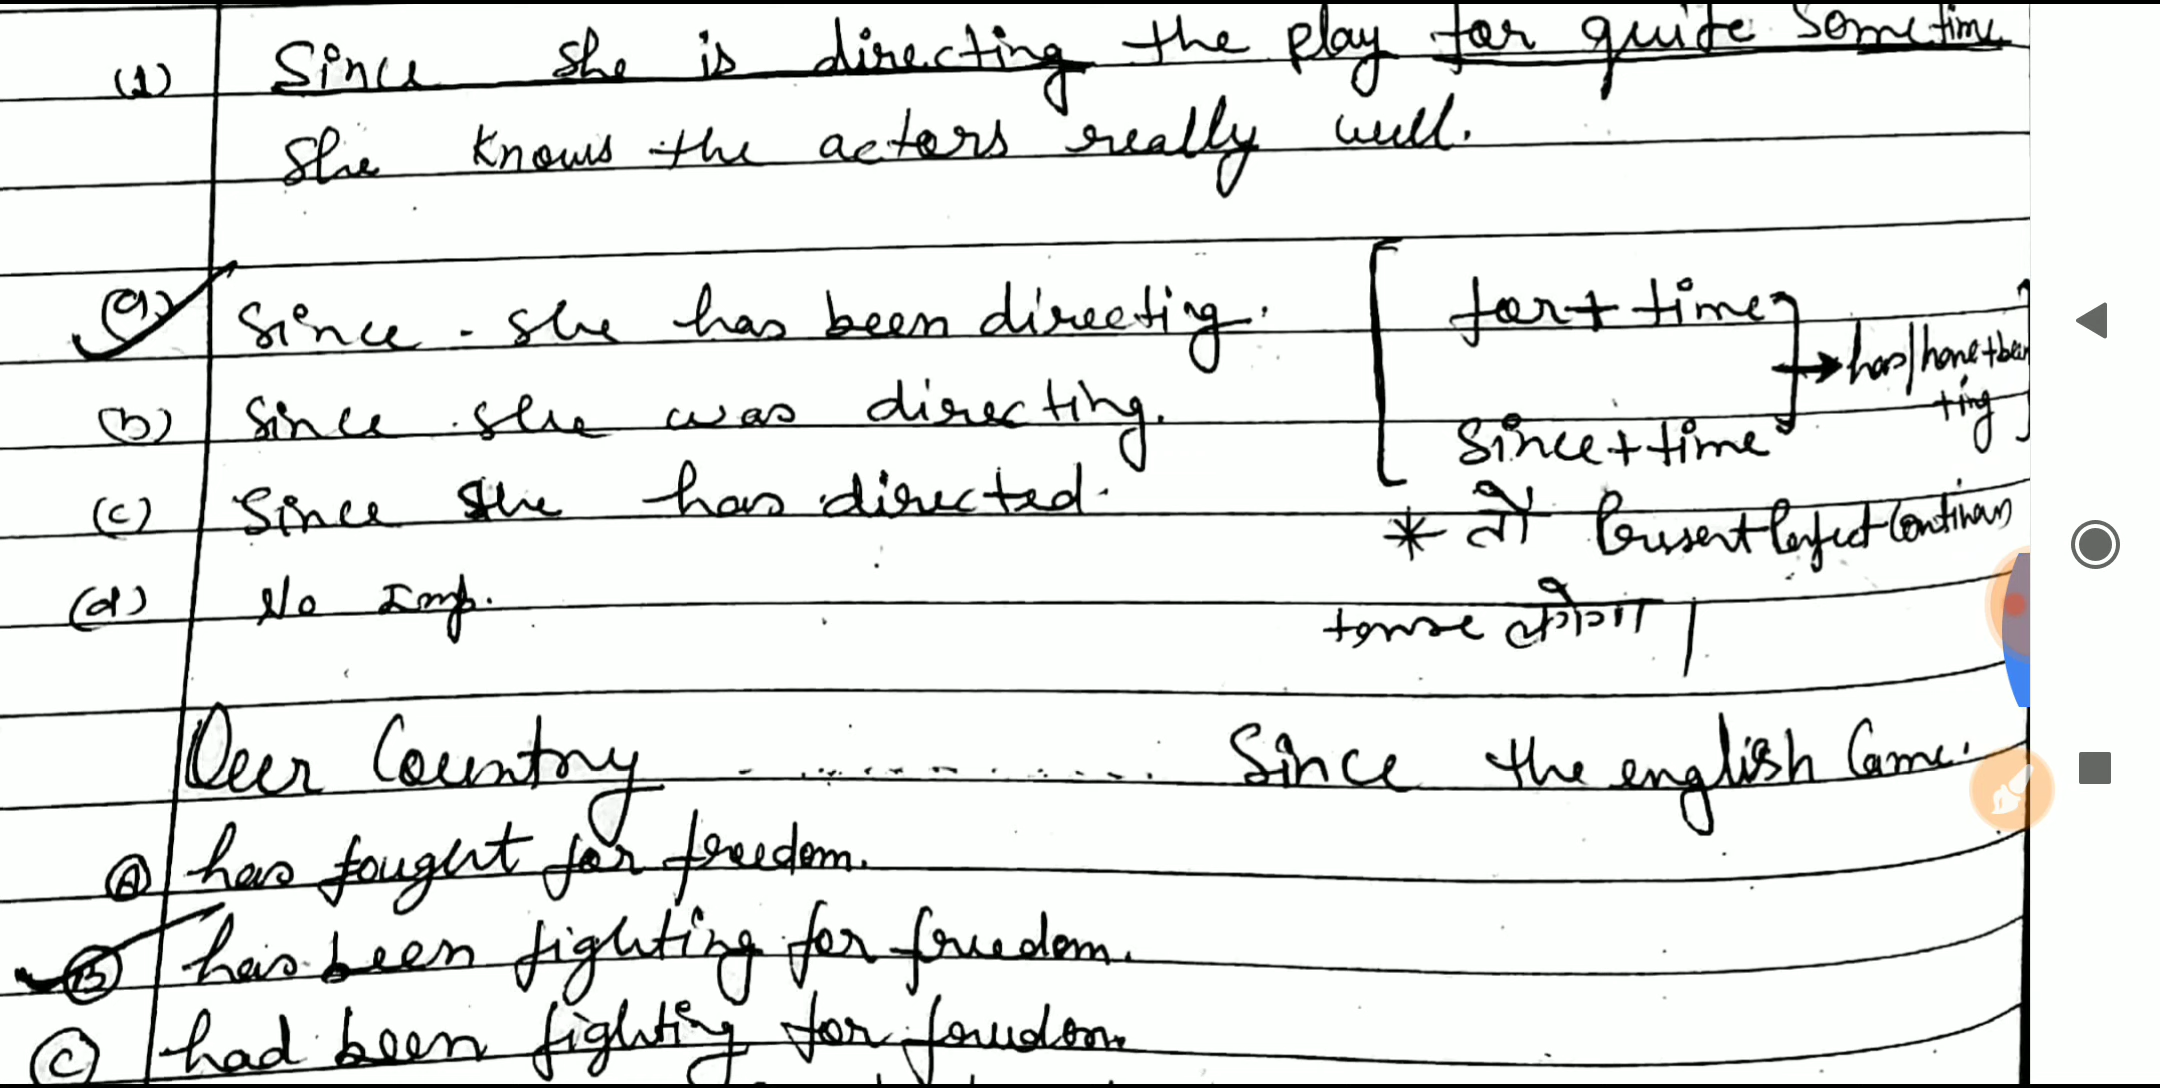 (1) Since she is directing the play for quite sometime
She knows the actors really well.
(a) Since - she has been directing.
(b) Since she was directing.
(c) Since She has directed.
(d) No Imp.
[ for + time
Since + time
→ has/have + been
+ ing ]
* तो Present Perfect Continous
tense लगेगा |
Our Country .............. Since the english Came.
(A) has fought for freedom.
(B) has been fighting for freedom.
(C) had been fighting for freedom.